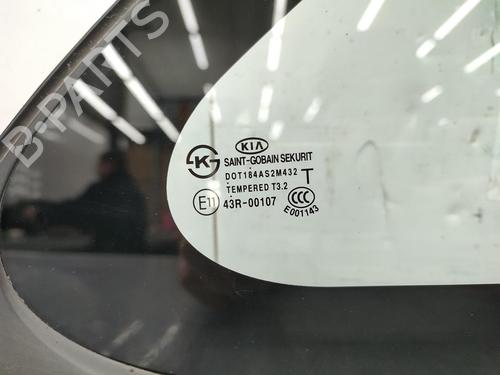 B-PARTS
KIA
SAINT-GOBAIN SEKURIT
DOT184AS2M432 T
TEMPERED T3.2
E11 43R-00107
CCC
E001143